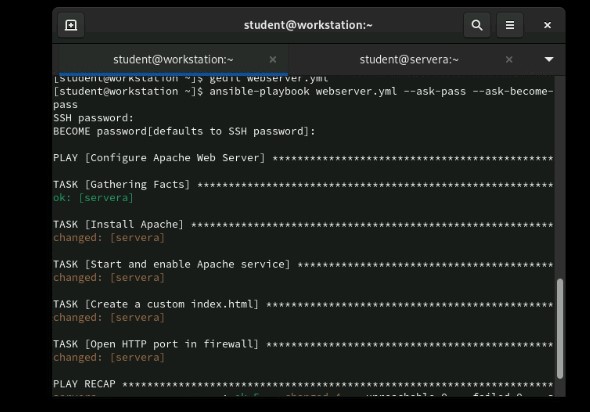 student@workstation:~
student@workstation:~
student@servera:~
[student@workstation ~]$ gedit webserver.yml
[student@workstation ~]$ ansible-playbook webserver.yml --ask-pass --ask-become-
pass
SSH password:
BECOME password[defaults to SSH password]:
PLAY [Configure Apache Web Server] *********************************************
TASK [Gathering Facts] *********************************************************
ok: [servera]
TASK [Install Apache] **********************************************************
changed: [servera]
TASK [Start and enable Apache service] *****************************************
changed: [servera]
TASK [Create a custom index.html] **********************************************
changed: [servera]
TASK [Open HTTP port in firewall] **********************************************
changed: [servera]
PLAY RECAP *********************************************************************